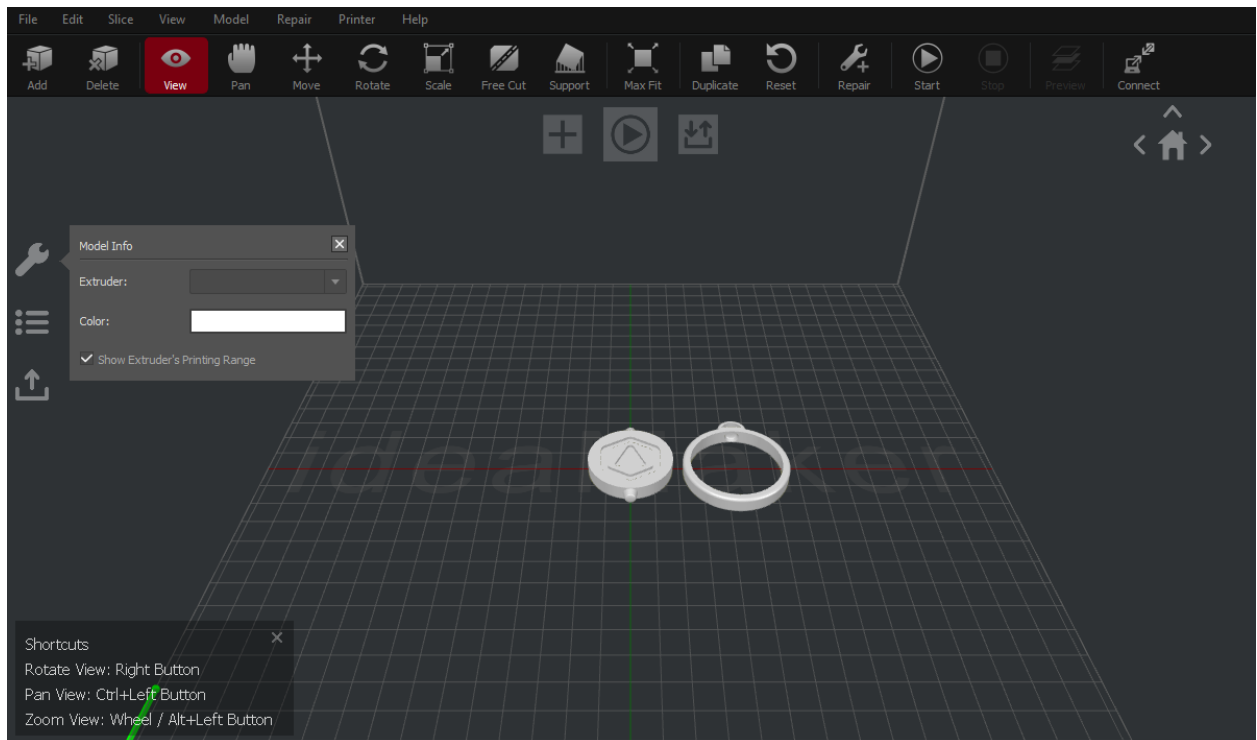 File Edit Slice View Model Repair Printer Help
Add Delete View Pan Move Rotate Scale Free Cut Support Max Fit Duplicate Reset Repair Start Stop Preview Connect
Model Info
Extruder:
Color:
Show Extruder's Printing Range
ideaMaker
Shortcuts
Rotate View: Right Button
Pan View: Ctrl+Left Button
Zoom View: Wheel / Alt+Left Button